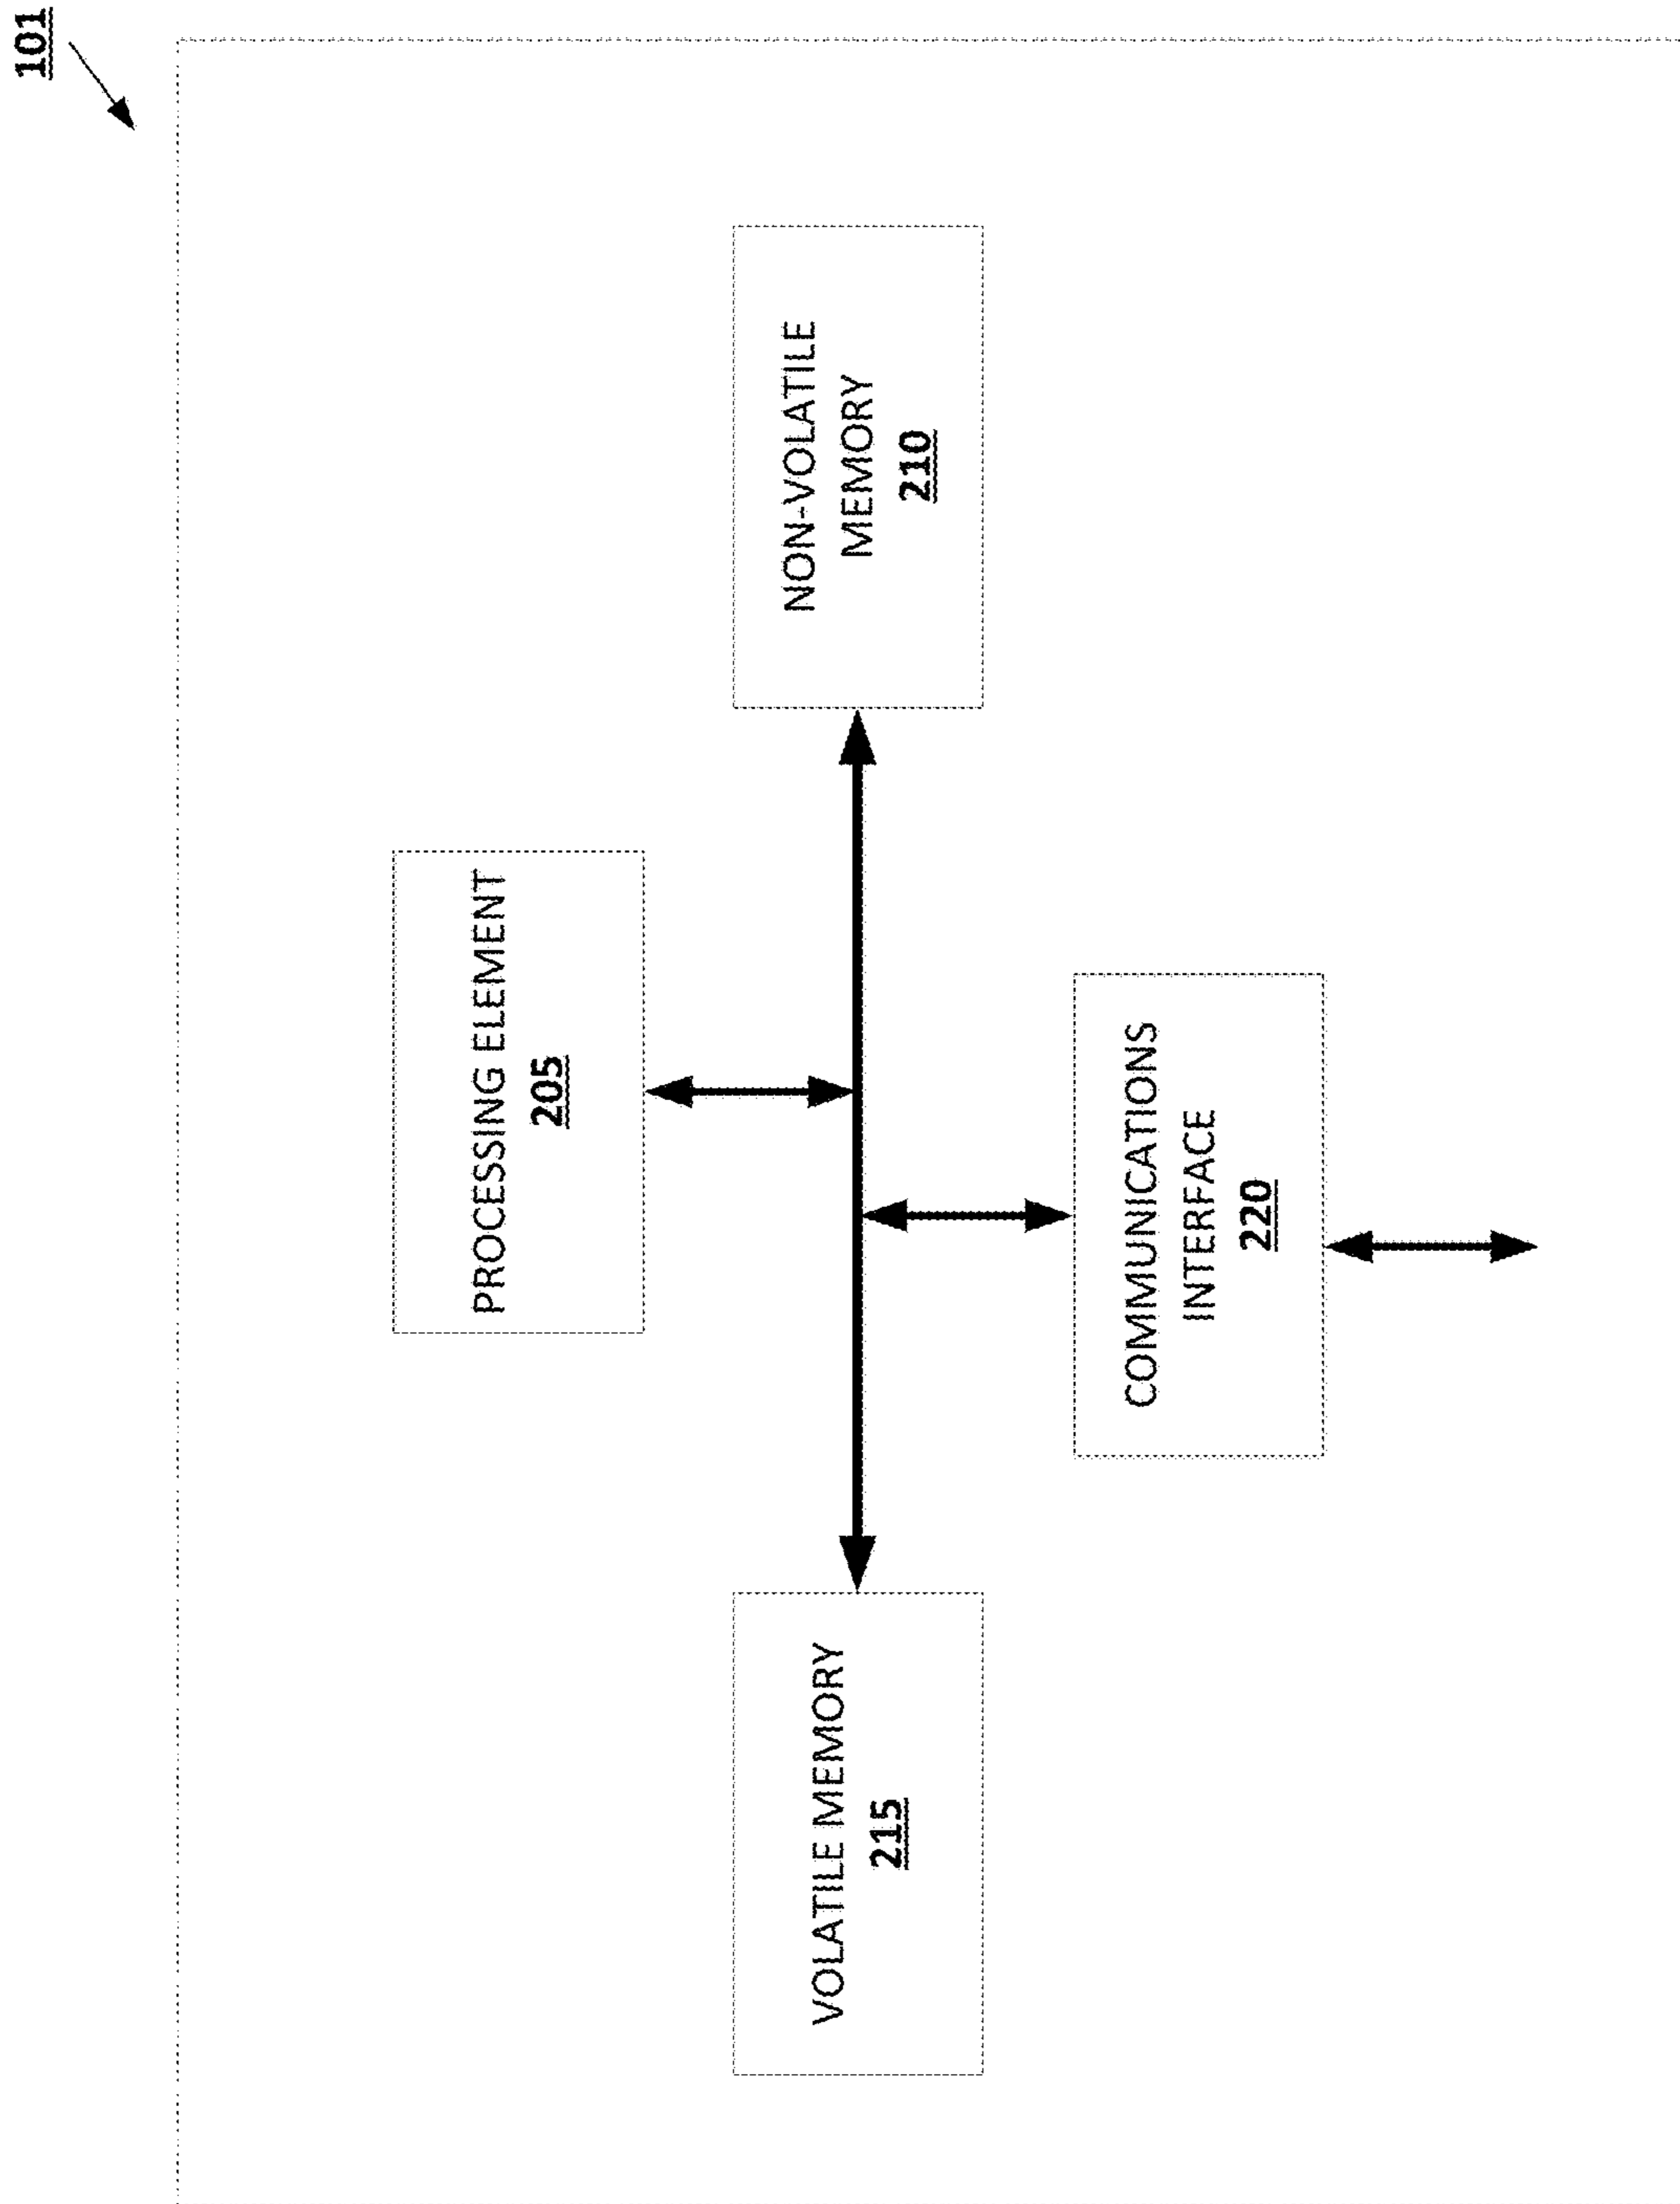 101
PROCESSING ELEMENT
205
VOLATILE MEMORY
215
NON-VOLATILE
MEMORY
210
COMMUNICATIONS
INTERFACE
220